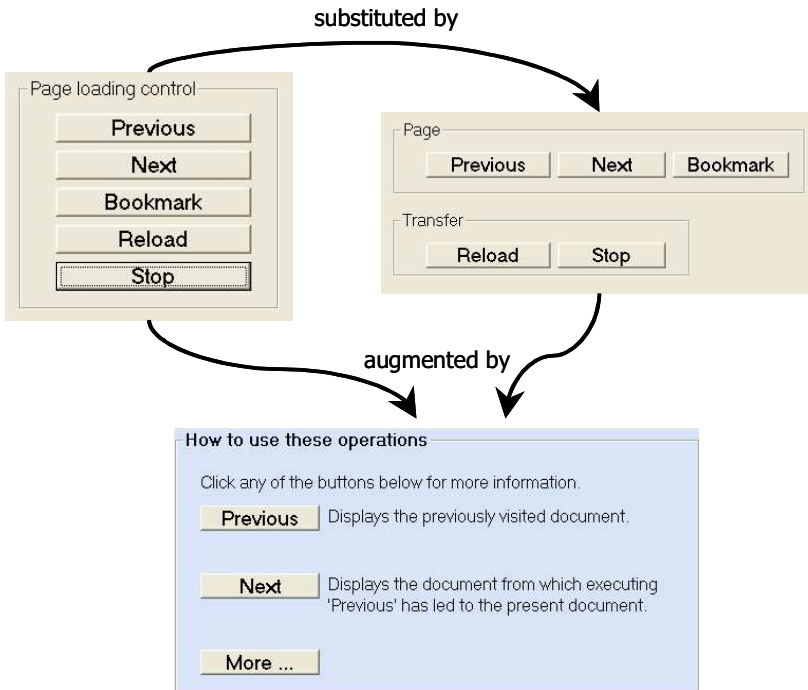 substituted by
Page loading control
Previous
Next
Bookmark
Reload
Stop
Page
Previous Next Bookmark
Transfer
Reload Stop
augmented by
How to use these operations
Click any of the buttons below for more information.
Previous Displays the previously visited document.
Next Displays the document from which executing
'Previous' has led to the present document.
More ...